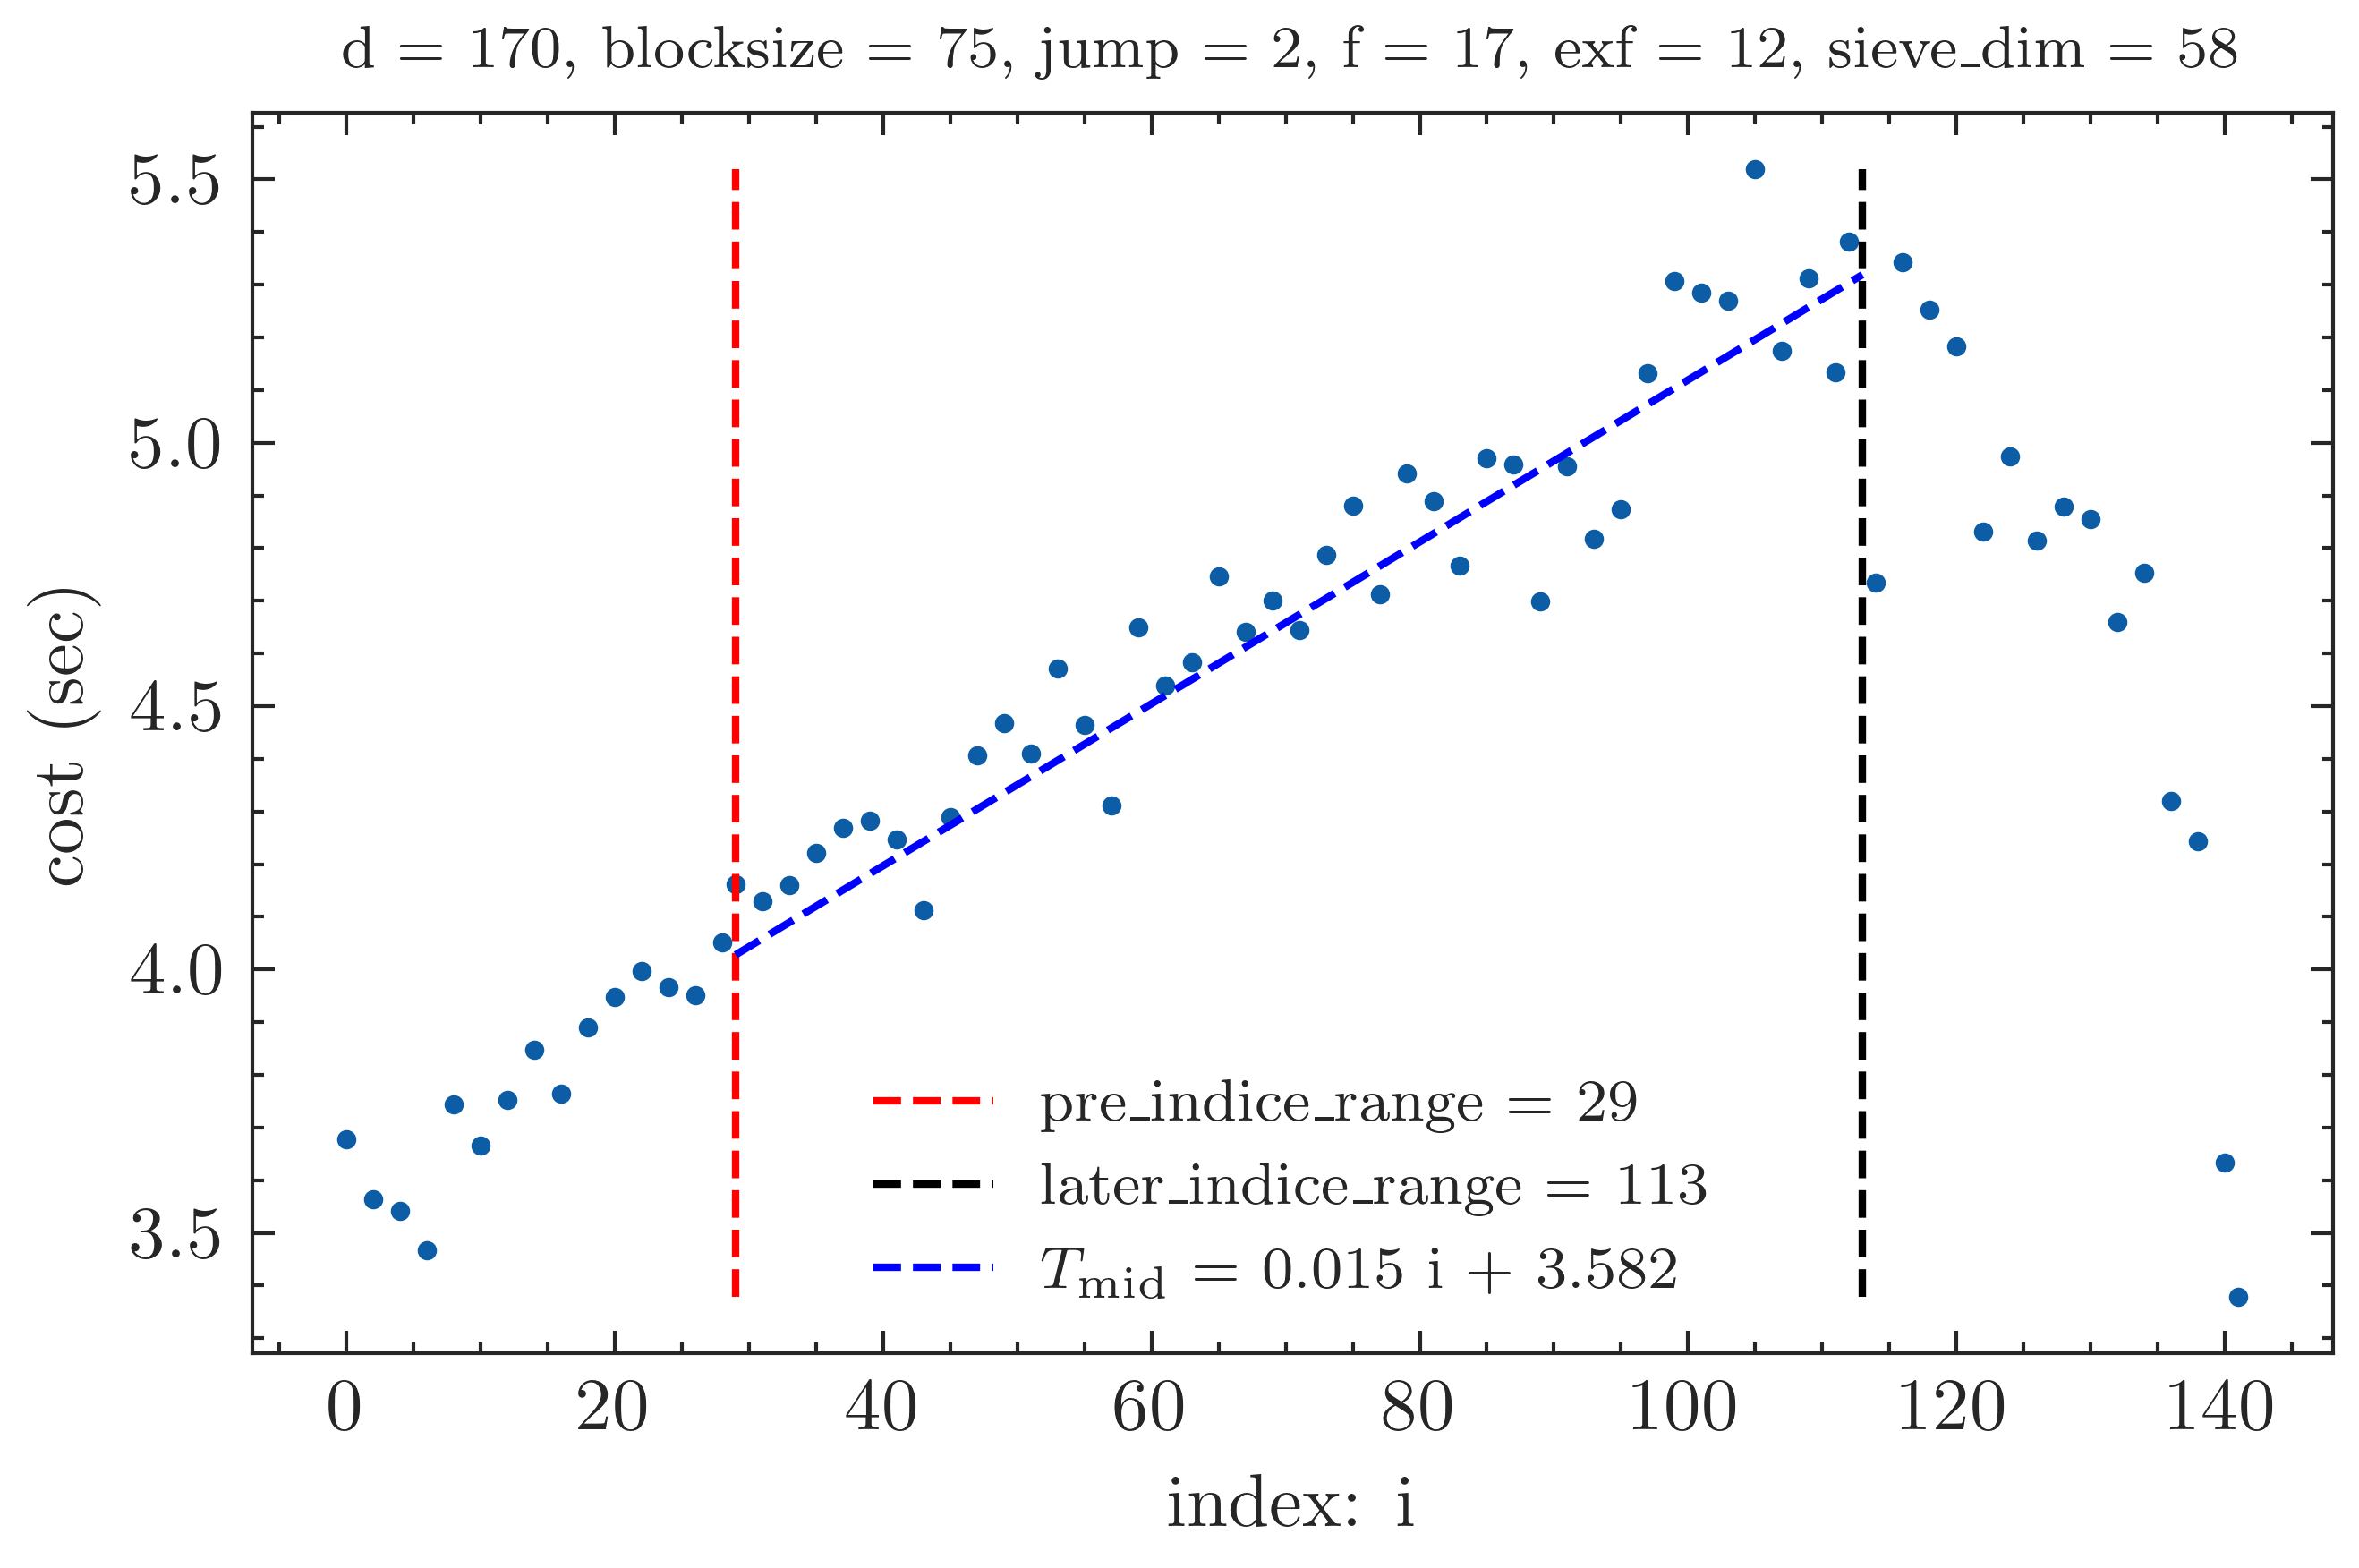 d = 170, blocksize = 75, jump = 2, f = 17, exf = 12, sieve_dim = 58
cost (sec)
5.5
5.0
4.5
4.0
3.5
pre_indice_range = 29
later_indice_range = 113
T_mid = 0.015 i + 3.582
0 20 40 60 80 100 120 140
index: i